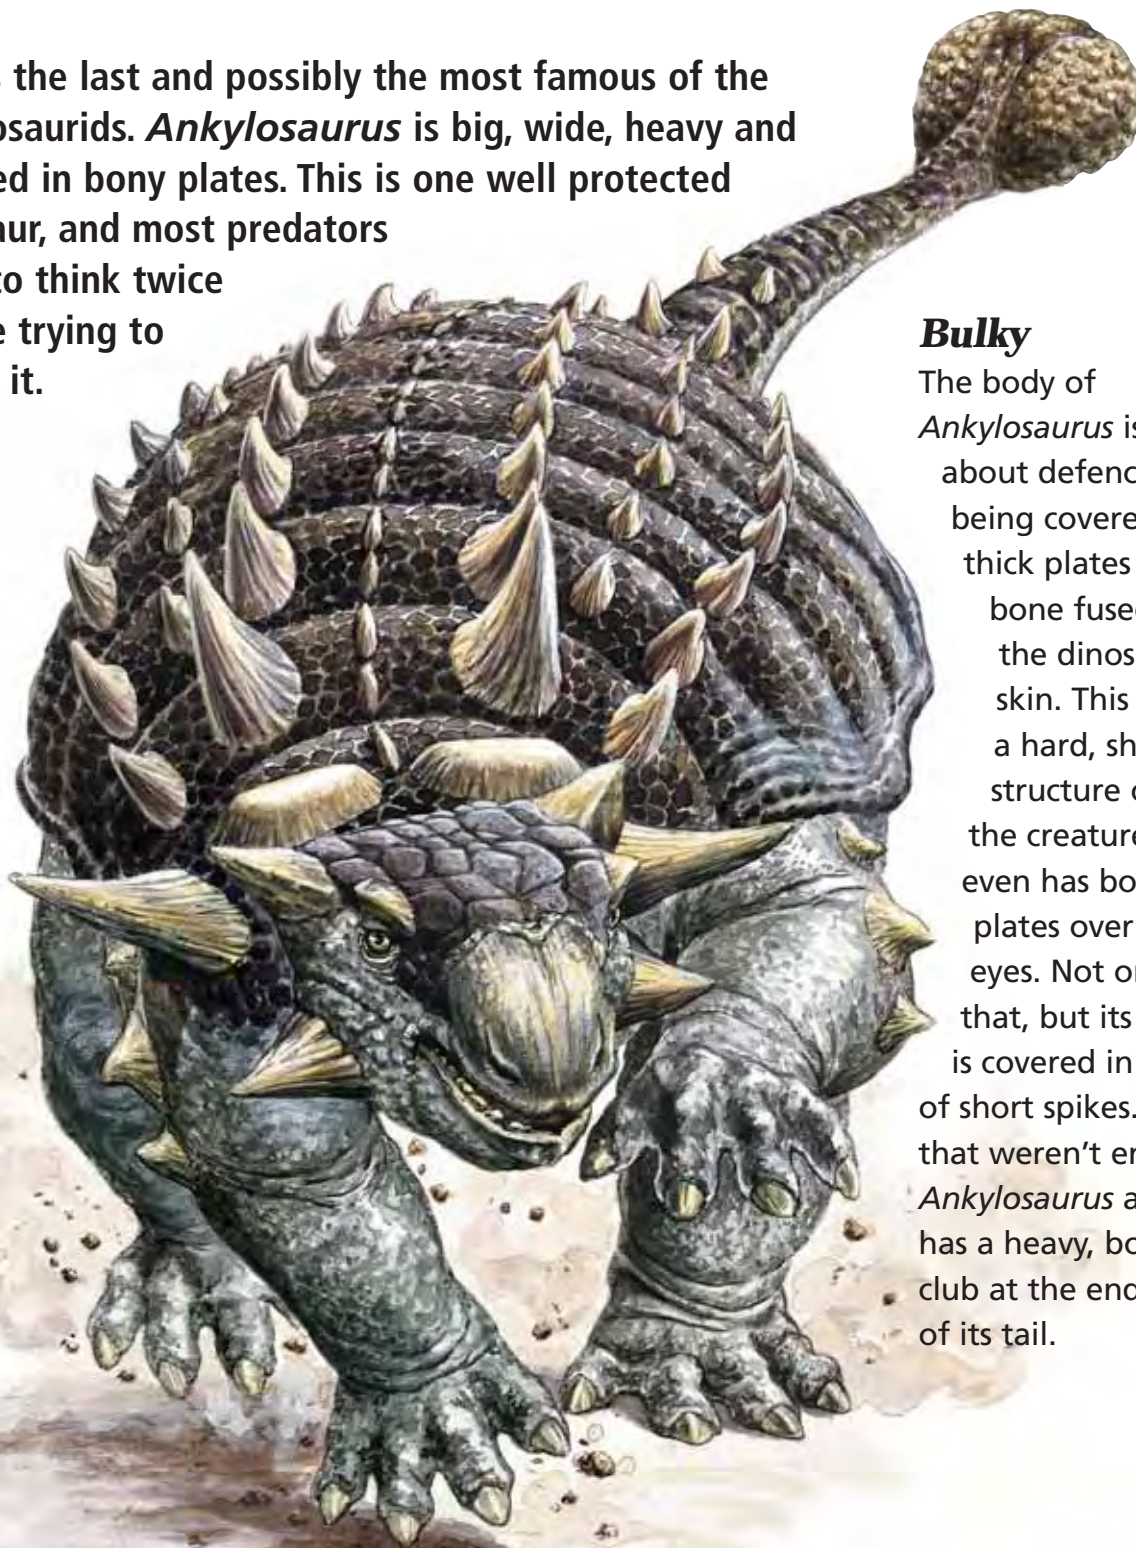 the last and possibly the most famous of the
osaurids. Ankylosaurus is big, wide, heavy and
ed in bony plates. This is one well protected
aur, and most predators
to think twice
e trying to
it.
Bulky
The body of
Ankylosaurus is
about defenc
being covere
thick plates
bone fuse
the dinos
skin. This
a hard, sh
structure
the creature
even has bo
plates over
eyes. Not o
that, but its
is covered in
of short spikes.
that weren’t e
Ankylosaurus a
has a heavy, bo
club at the end
of its tail.